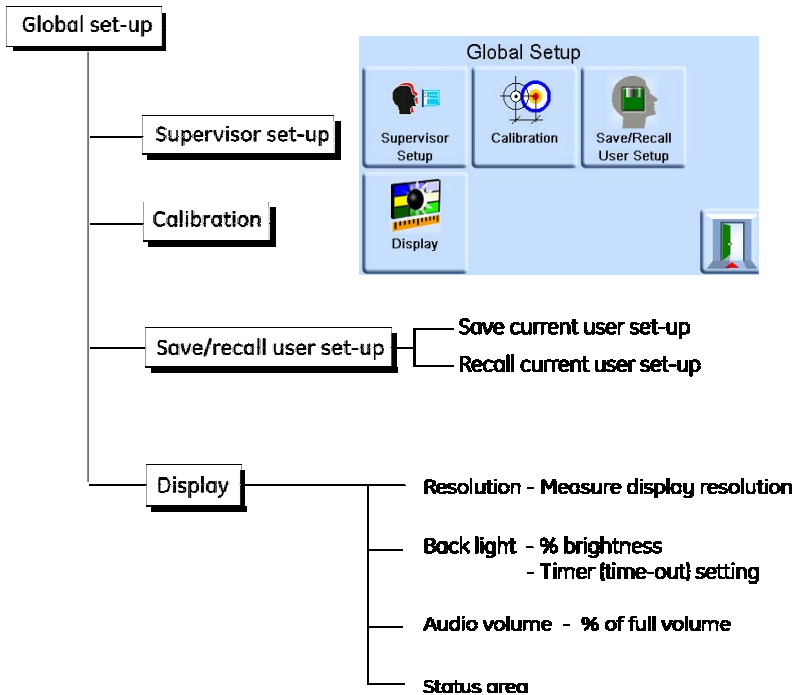 Global set-up
Supervisor set-up
Calibration
Save/recall user set-up
Save current user set-up
Recall current user set-up
Display
Resolution - Measure display resolution
Back light - % brightness
- Timer (time-out) setting
Audio volume - % of full volume
Status area
Global Setup
Supervisor
Setup
Calibration
Save/Recall
User Setup
Display